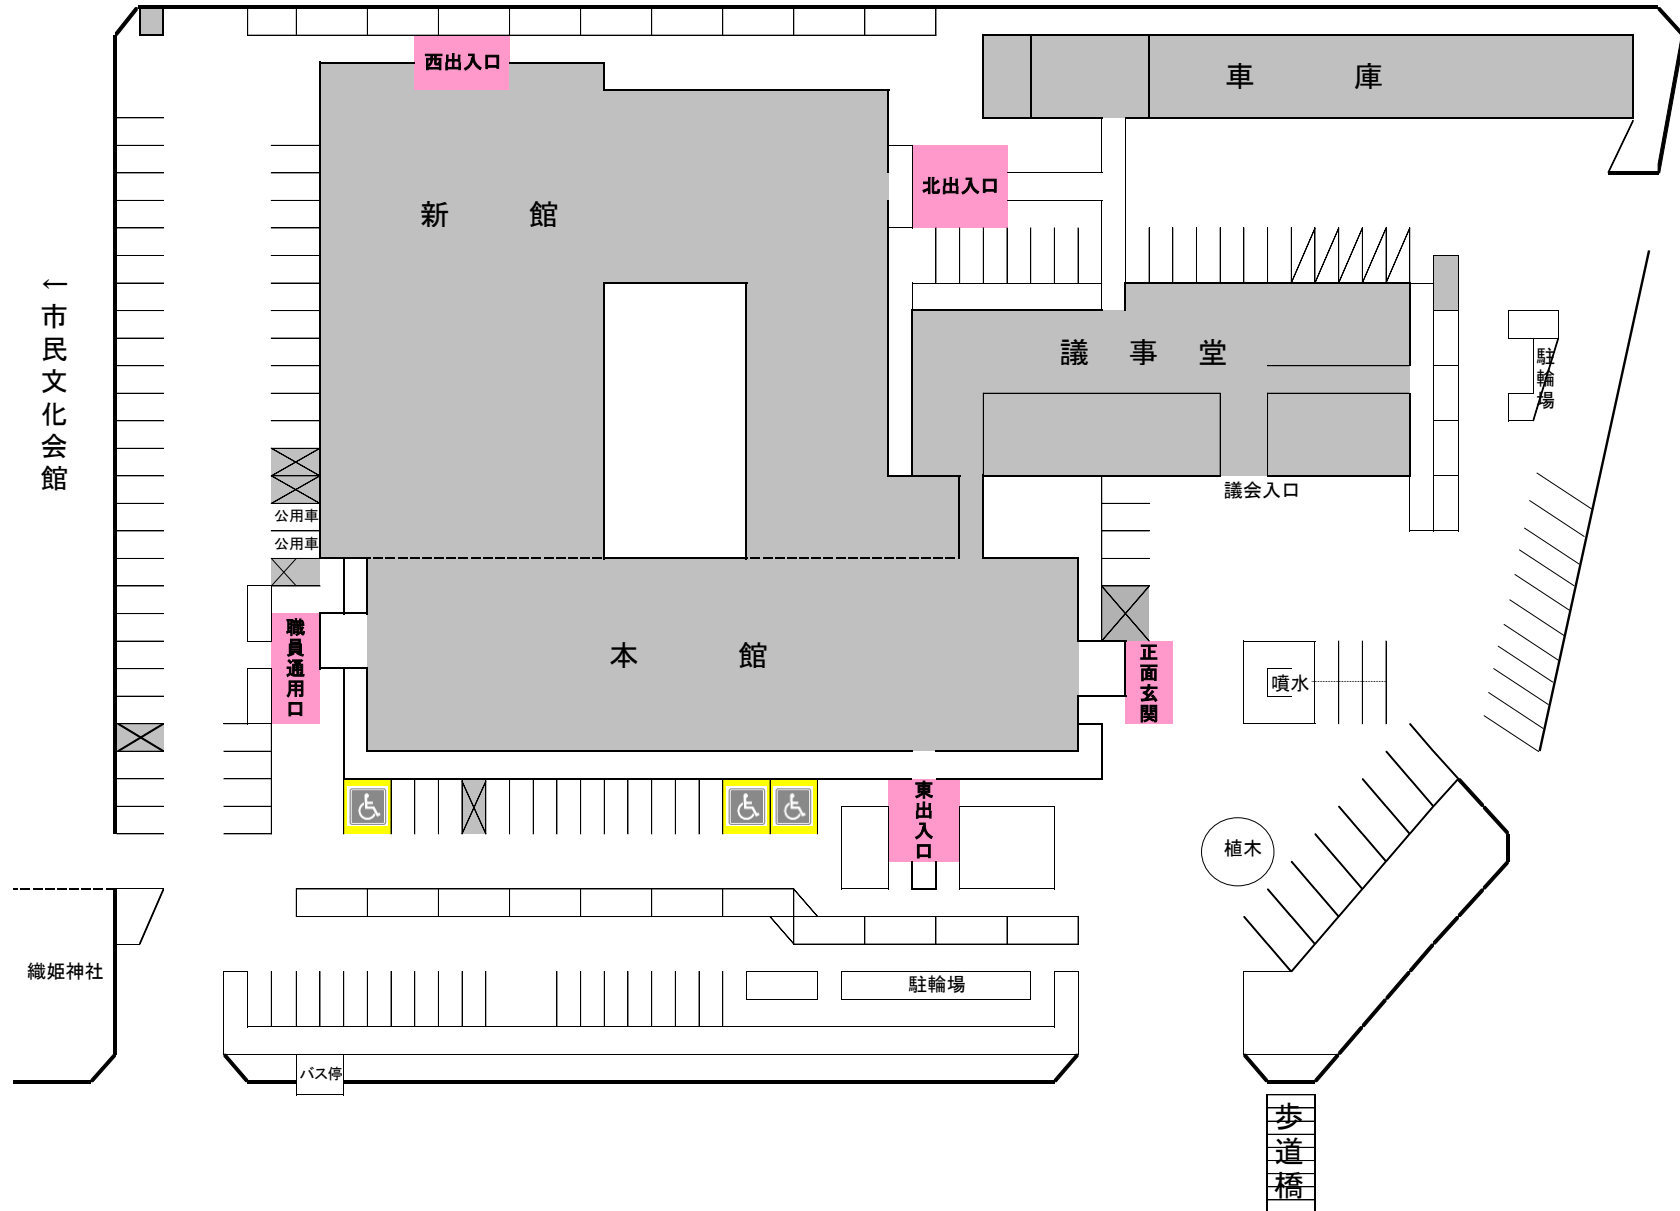 西出入口
車庫
北出入口
新館
←市民文化会館
議事堂
駐輪場
議会入口
公用車
公用車
職員通用口
本館
正面玄関
噴水
東出入口
植木
織姫神社
駐輪場
バス停
歩道橋